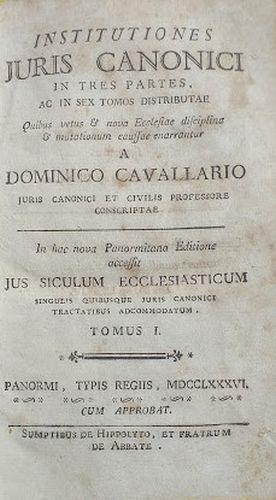 INSTITUTIONES
JURIS CANONICI
IN TRES PARTES,
AC IN SEX TOMOS DISTRIBUTAE
Quibus vetus & nova Ecclesiae disciplina
& mutationum caussae enarrantur
A
DOMINICO CAVALLARIO
JURIS CANONICI ET CIVILIS PROFESSORE
CONSCRIPTAE
In hac nova Panormitana Editione
accessit
JUS SICULUM ECCLESIASTICUM
SINGULIS QUIBUSQUE JURIS CANONICI
TRACTATIBUS ADCOMMODATUM.
TOMUS I.
PANORMI, TYPIS REGIIS, MDCCLXXXVI.
CUM APPROBAT.
SUMPTIBUS DE HIPPOLYTO, ET FRATRUM
DE ABBATE.